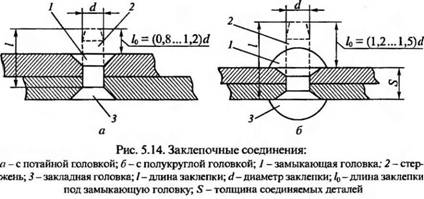 d
1
2
l
l₀ = (0,8...1,2)d
3
а
d
2
1
l
l₀ = (1,2...1,5)d
S
3
б
Рис. 5.14. Заклепочные соединения:
а – с потайной головкой; б – с полукруглой головкой; 1 – замыкающая головка; 2 – стер-
жень; 3 – закладная головка; l – длина заклепки; d – диаметр заклепки; l₀ – длина заклепки
под замыкающую головку; S – толщина соединяемых деталей